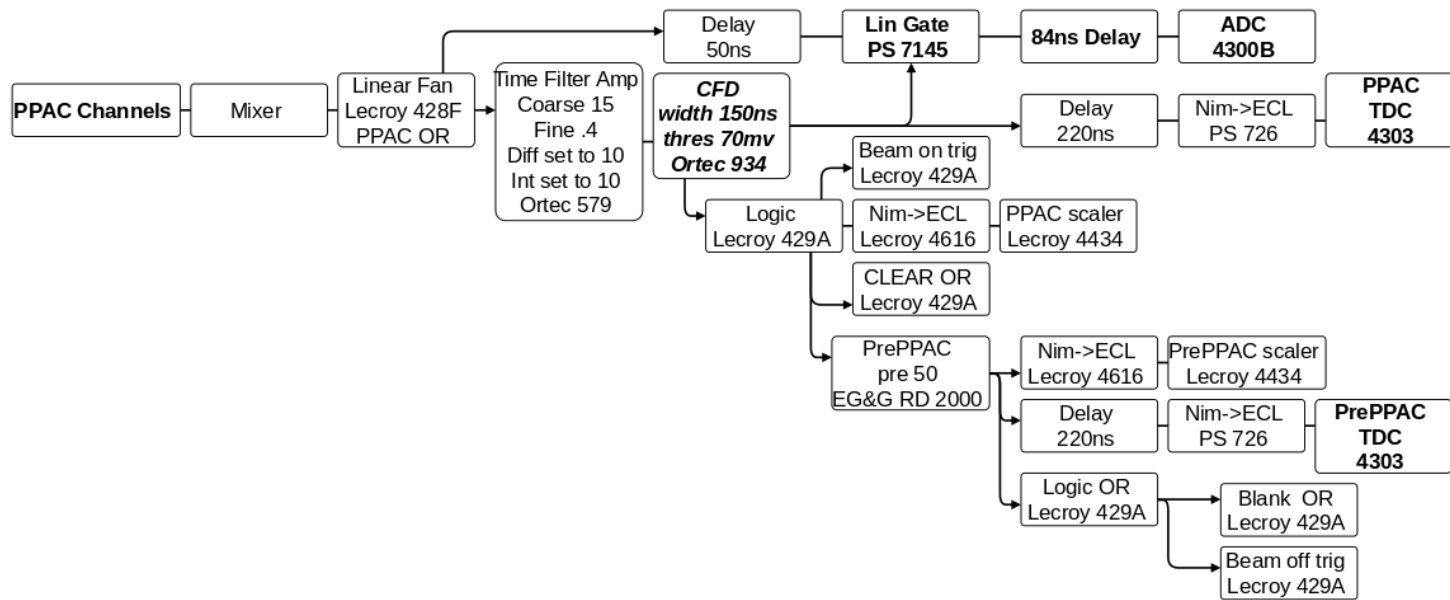 PPAC Channels
Mixer
Linear Fan
Lecroy 428F
PPAC OR
Delay
50ns
Lin Gate
PS 7145
84ns Delay
ADC
4300B
Time Filter Amp
Coarse 15
Fine .4
Diff set to 10
Int set to 10
Ortec 579
CFD
width 150ns
thres 70mv
Ortec 934
Delay
220ns
Nim->ECL
PS 726
PPAC
TDC
4303
Beam on trig
Lecroy 429A
Logic
Lecroy 429A
Nim->ECL
Lecroy 4616
PPAC scaler
Lecroy 4434
CLEAR OR
Lecroy 429A
PrePPAC
pre 50
EG&G RD 2000
Nim->ECL
Lecroy 4616
PrePPAC scaler
Lecroy 4434
Delay
220ns
Nim->ECL
PS 726
PrePPAC
TDC
4303
Logic OR
Lecroy 429A
Blank OR
Lecroy 429A
Beam off trig
Lecroy 429A